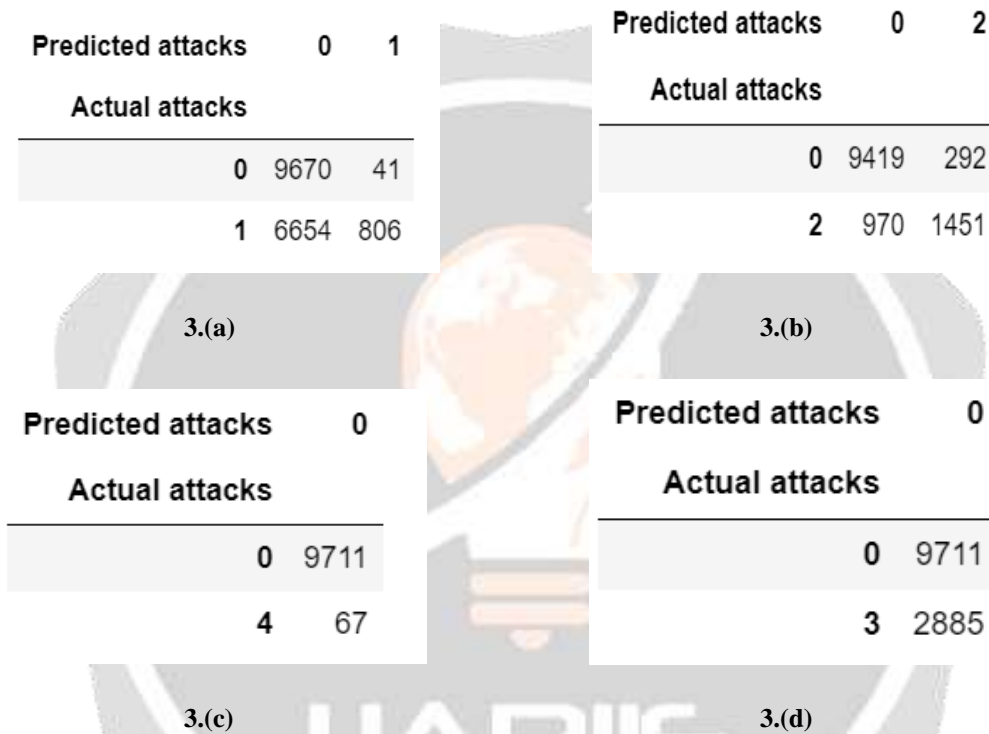 Predicted attacks 0 1
Actual attacks
0 9670 41
1 6654 806
3.(a)
Predicted attacks 0 2
Actual attacks
0 9419 292
2 970 1451
3.(b)
Predicted attacks 0
Actual attacks
0 9711
4 67
3.(c)
Predicted attacks 0
Actual attacks
0 9711
3 2885
3.(d)